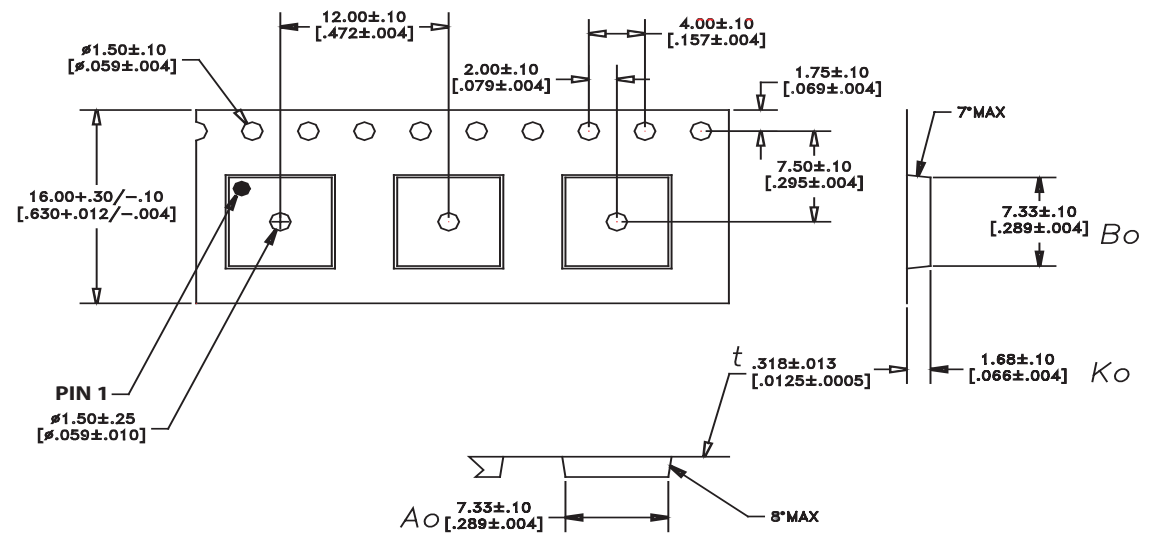 12.00±.10
[.472±.004]
4.00±.10
[.157±.004]
ø1.50±.10
[ø.059±.004]
2.00±.10
[.079±.004]
1.75±.10
[.069±.004]
7°MAX
7.50±.10
[.295±.004]
16.00+.30/−.10
[.630+.012/−.004]
7.33±.10
[.289±.004]
Bo
t
.318±.013
[.0125±.0005]
1.68±.10
[.066±.004]
Ko
PIN 1
ø1.50±.25
[ø.059±.010]
Ao
7.33±.10
[.289±.004]
8°MAX